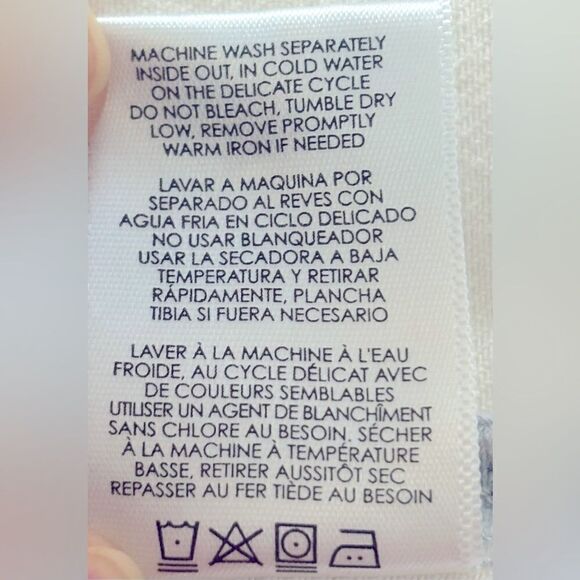 MACHINE WASH SEPARATELY
INSIDE OUT, IN COLD WATER
ON THE DELICATE CYCLE
DO NOT BLEACH, TUMBLE DRY
LOW, REMOVE PROMPTLY
WARM IRON IF NEEDED
LAVAR A MAQUINA POR
SEPARADO AL REVES CON
AGUA FRIA EN CICLO DELICADO
NO USAR BLANQUEADOR
USAR LA SECADORA A BAJA
TEMPERATURA Y RETIRAR
RÁPIDAMENTE, PLANCHA
TIBIA SI FUERA NECESARIO
LAVER À LA MACHINE À L'EAU
FROIDE, AU CYCLE DÉLICAT AVEC
DE COULEURS SEMBLABLES
UTILISER UN AGENT DE BLANCHÎMENT
SANS CHLORE AU BESOIN. SÉCHER
À LA MACHINE À TEMPÉRATURE
BASSE, RETIRER AUSSITÔT SEC
REPASSER AU FER TIÈDE AU BESOIN